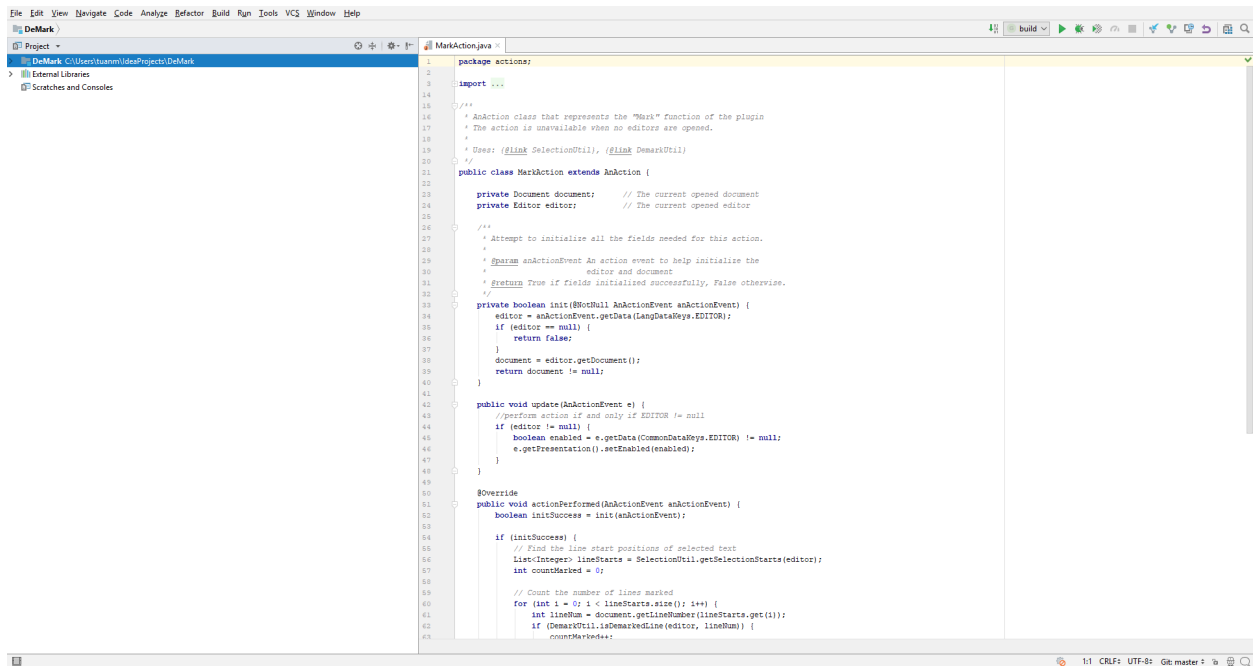 File Edit View Navigate Code Analyze Refactor Build Run Tools VCS Window Help
DeMark
build
Project
MarkAction.java
DeMark C:\Users\tuanm\IdeaProjects\DeMark
External Libraries
Scratches and Consoles
1 package actions;
2
3 import ...
14
15 /**
16 * AnAction class that represents the "Mark" function of the plugin
17 * The action is unavailable when no editors are opened.
18 *
19 * Uses: {@link SelectionUtil}, {@link DemarkUtil}
20 */
21 public class MarkAction extends AnAction {
22
23 private Document document; // The current opened document
24 private Editor editor; // The current opened editor
25
26 /**
27 * Attempt to initialize all the fields needed for this action.
28 *
29 * @param anActionEvent An action event to help initialize the
30 * editor and document
31 * @return True if fields initialized successfully, False otherwise.
32 */
33 private boolean init(@NotNull AnActionEvent anActionEvent) {
34 editor = anActionEvent.getData(LangDataKeys.EDITOR);
35 if (editor == null) {
36 return false;
37 }
38 document = editor.getDocument();
39 return document != null;
40 }
41
42 public void update(AnActionEvent e) {
43 //perform action if and only if EDITOR != null
44 if (editor != null) {
45 boolean enabled = e.getData(CommonDataKeys.EDITOR) != null;
46 e.getPresentation().setEnabled(enabled);
47 }
48 }
49
50 @Override
51 public void actionPerformed(AnActionEvent anActionEvent) {
52 boolean initSuccess = init(anActionEvent);
53
54 if (initSuccess) {
55 // Find the line start positions of selected text
56 List<Integer> lineStarts = SelectionUtil.getSelectionStarts(editor);
57 int countMarked = 0;
58
59 // Count the number of lines marked
60 for (int i = 0; i < lineStarts.size(); i++) {
61 int lineNum = document.getLineNumber(lineStarts.get(i));
62 if (DemarkUtil.isDemarkedLine(editor, lineNum)) {
63 countMarked++;
1:1 CRLF UTF-8 Git: master